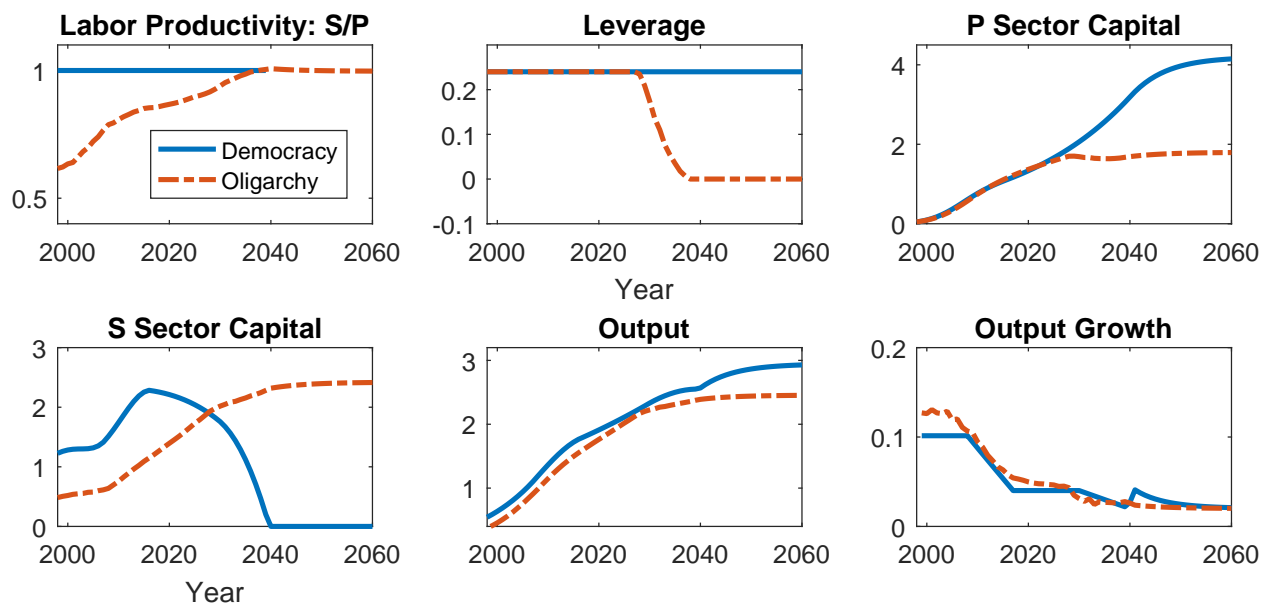 Labor Productivity: S/P
1
0.5
Democracy
Oligarchy
2000 2020 2040 2060
Leverage
0.2
0.1
0
-0.1
2000 2020 2040 2060
Year
P Sector Capital
4
2
0
2000 2020 2040 2060
S Sector Capital
3
2
1
0
2000 2020 2040 2060
Year
Output
3
2
1
2000 2020 2040 2060
Output Growth
0.2
0.1
0
2000 2020 2040 2060